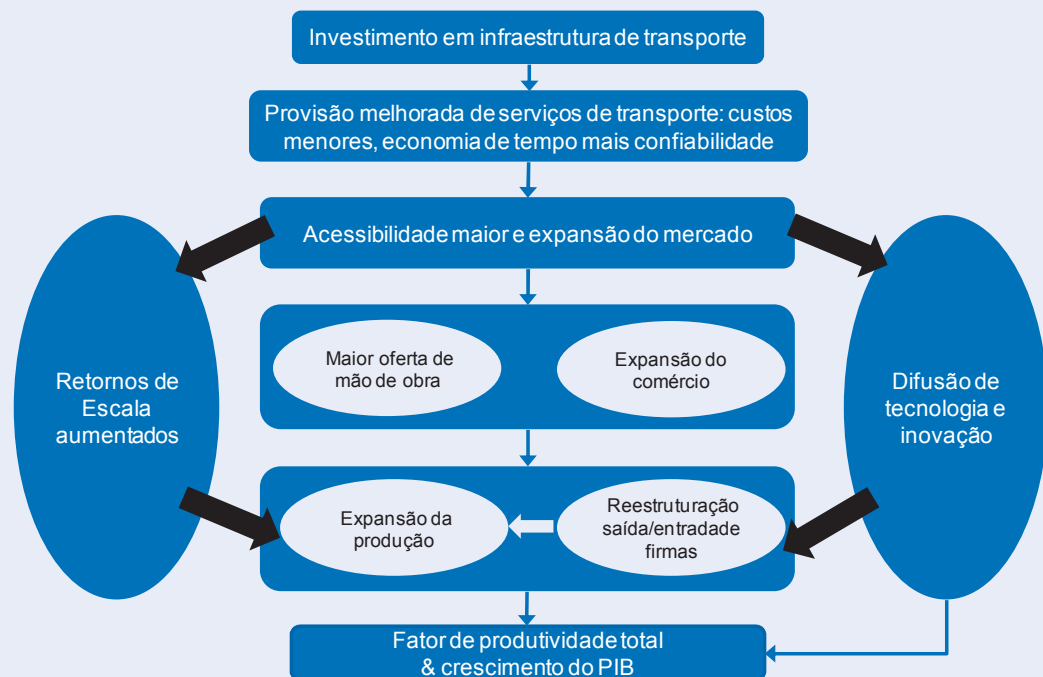 Investimento em infraestrutura de transporte
Provisão melhorada de serviços de transporte: custos
menores, economia de tempo mais confiabilidade
Acessibilidade maior e expansão do mercado
Maior oferta de
mão de obra
Expansão do
comércio
Retornos de
Escala
aumentados
Difusão de
tecnologia e
inovação
Expansão da
produção
Reestruturação
saída/entradade
firmas
Fator de produtividade total
& crescimento do PIB